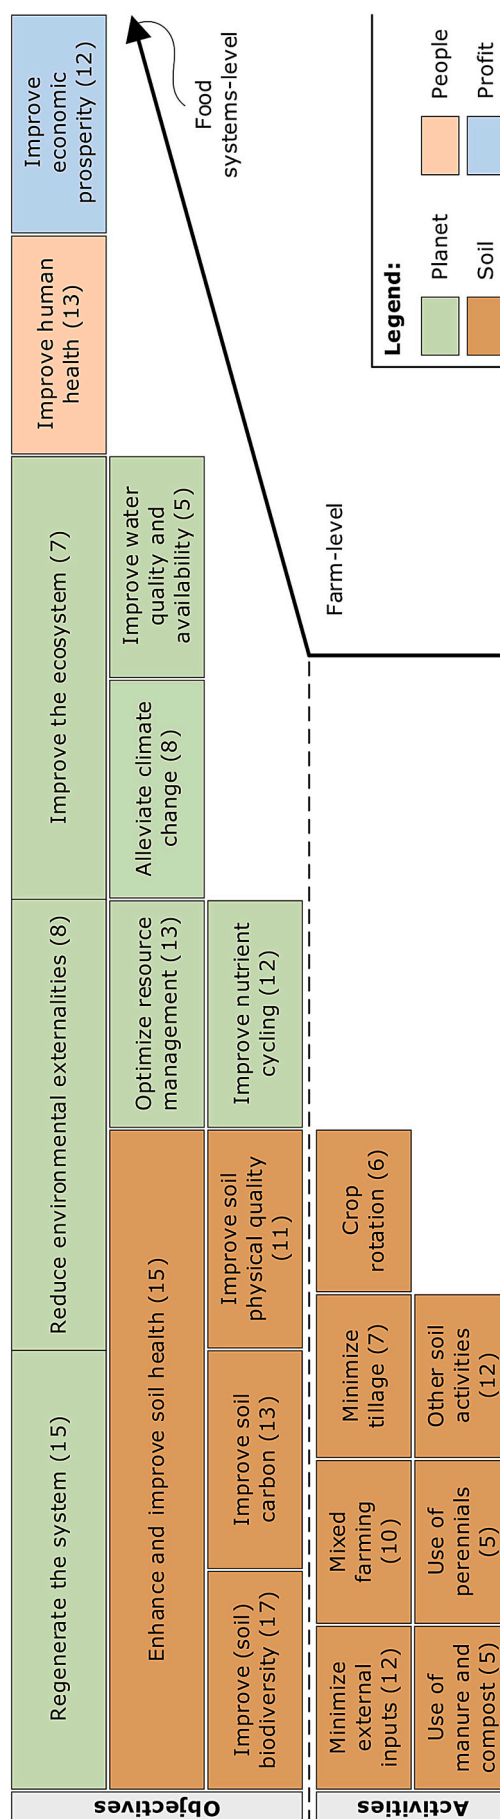 Objectives
Regenerate the system (15)
Reduce environmental externalities (8)
Improve the ecosystem (7)
Improve human
health (13)
Improve
economic
prosperity (12)
Enhance and improve soil health (15)
Optimize resource
management (13)
Alleviate climate
change (8)
Improve water
quality and
availability (5)
Improve (soil)
biodiversity (17)
Improve soil
carbon (13)
Improve soil
physical quality
(11)
Improve nutrient
cycling (12)
Food
systems-level
Farm-level
Activities
Minimize
external
inputs (12)
Mixed
farming
(10)
Minimize
tillage (7)
Crop
rotation (6)
Use of
manure and
compost (5)
Use of
perennials
(5)
Other soil
activities
(12)
Legend:
Planet
People
Soil
Profit